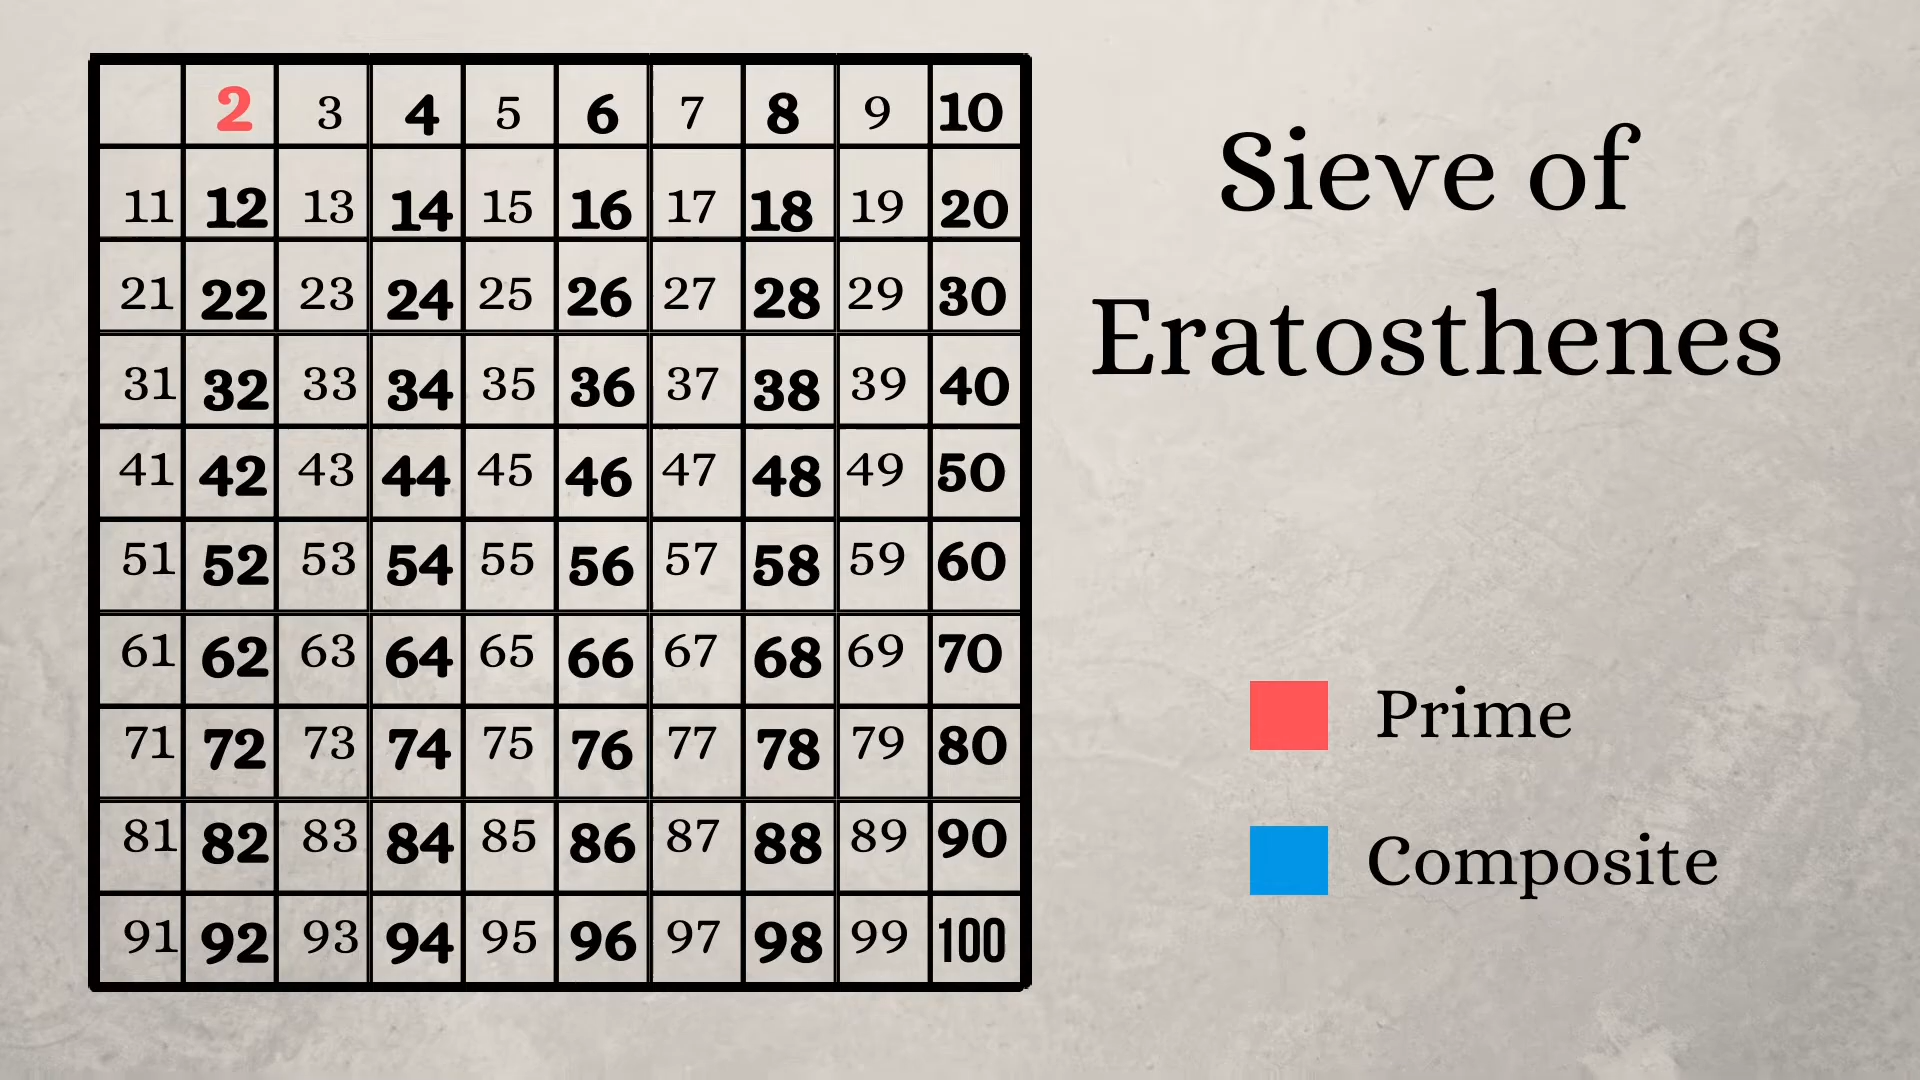 2 3 4 5 6 7 8 9 10
11 12 13 14 15 16 17 18 19 20
21 22 23 24 25 26 27 28 29 30
31 32 33 34 35 36 37 38 39 40
41 42 43 44 45 46 47 48 49 50
51 52 53 54 55 56 57 58 59 60
61 62 63 64 65 66 67 68 69 70
71 72 73 74 75 76 77 78 79 80
81 82 83 84 85 86 87 88 89 90
91 92 93 94 95 96 97 98 99 100
Sieve of
Eratosthenes
Prime
Composite